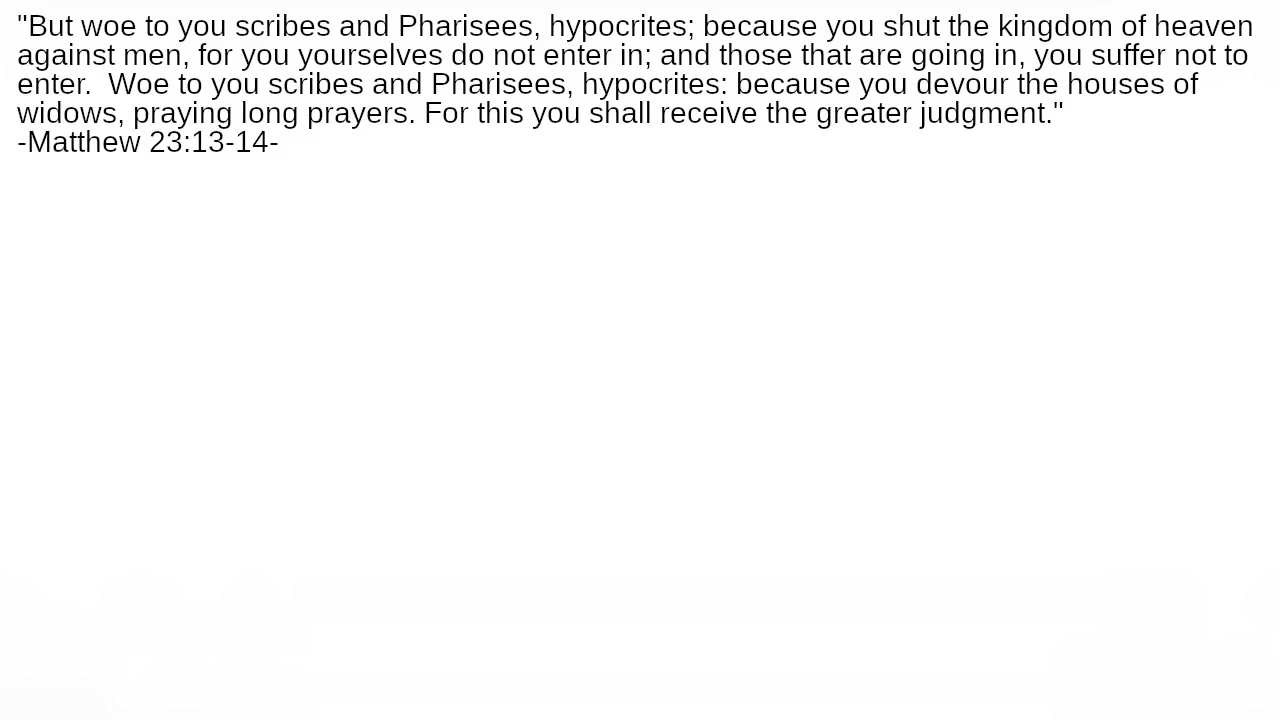 "But woe to you scribes and Pharisees, hypocrites; because you shut the kingdom of heaven
against men, for you yourselves do not enter in; and those that are going in, you suffer not to
enter.  Woe to you scribes and Pharisees, hypocrites: because you devour the houses of
widows, praying long prayers. For this you shall receive the greater judgment."
-Matthew 23:13-14-